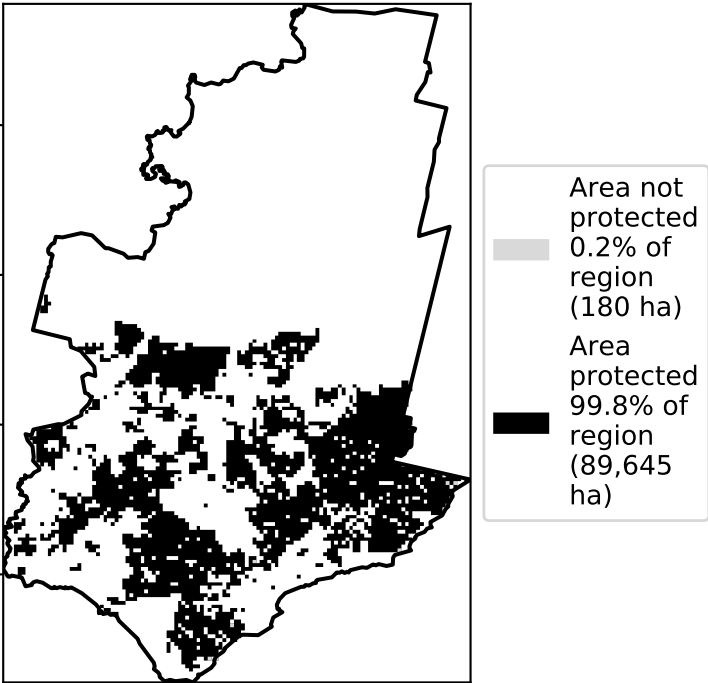 Area not
protected
0.2% of
region
(180 ha)
Area
protected
99.8% of
region
(89,645
ha)